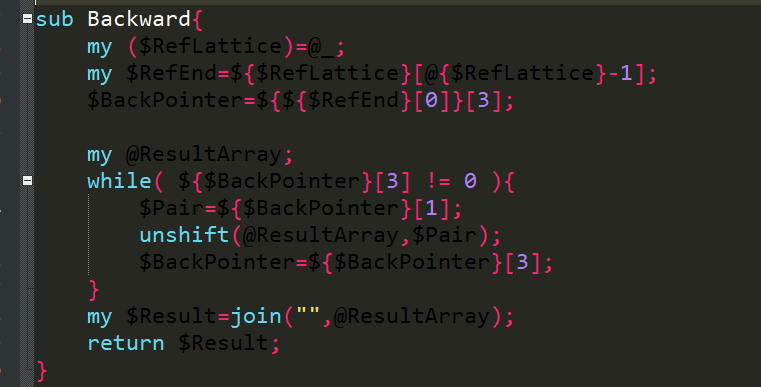 sub Backward{
    my ($RefLattice)=@_;
    my $RefEnd=${$RefLattice}[@{$RefLattice}-1];
    $BackPointer=${${$RefEnd}[0]}[3];

    my @ResultArray;
    while( ${$BackPointer}[3] != 0 ){
        $Pair=${$BackPointer}[1];
        unshift(@ResultArray,$Pair);
        $BackPointer=${$BackPointer}[3];
    }
    my $Result=join("",@ResultArray);
    return $Result;
}